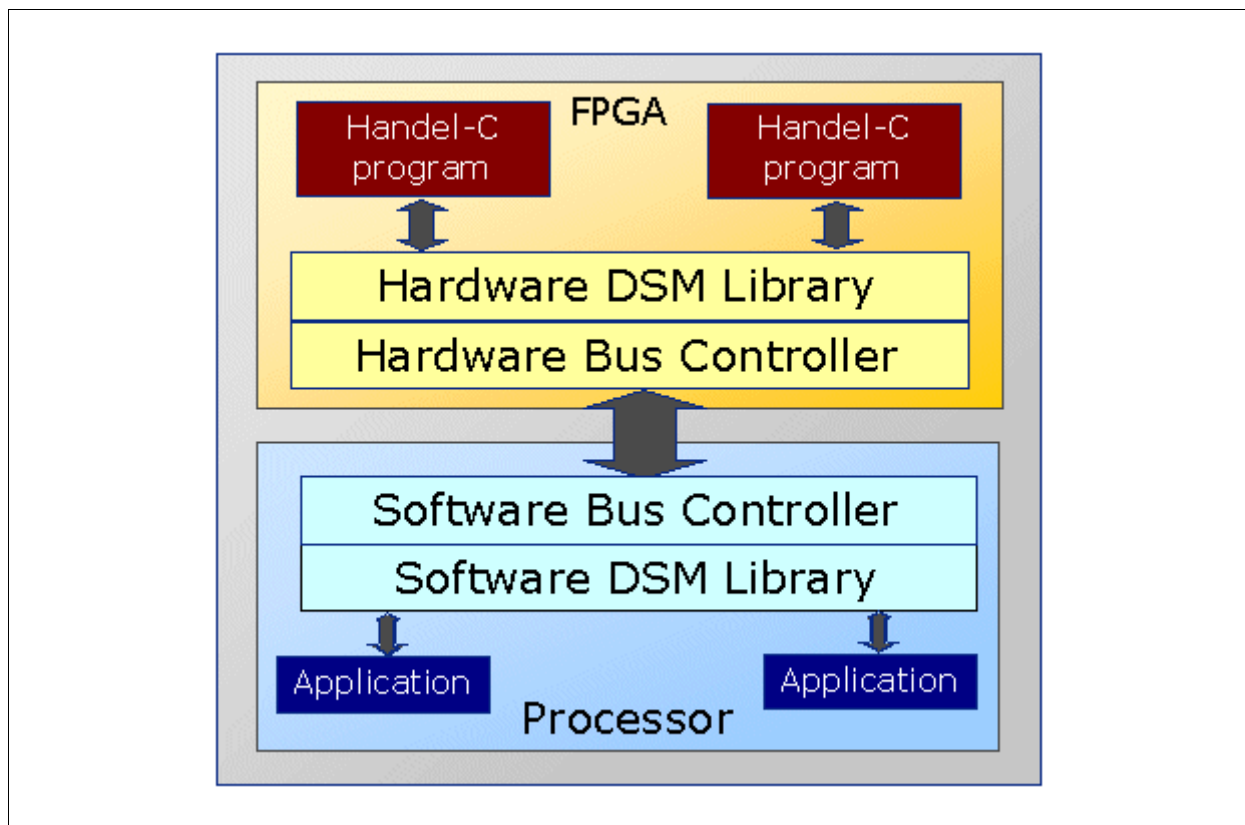 FPGA
Handel-C
program
Handel-C
program
Hardware DSM Library
Hardware Bus Controller
Software Bus Controller
Software DSM Library
Application
Application
Processor